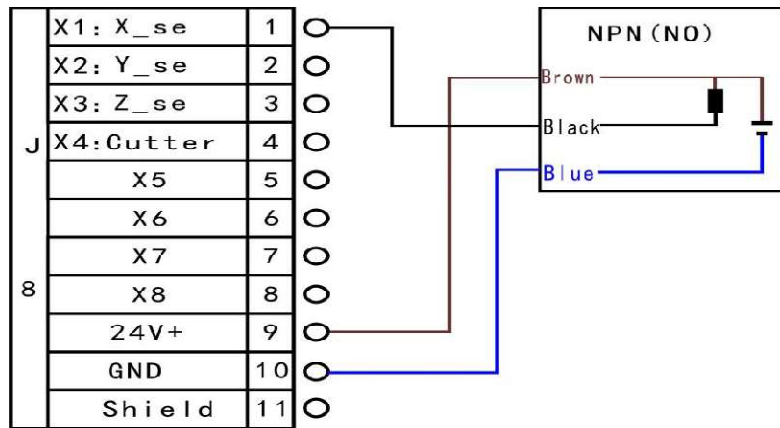 X1: X_se 1
X2: Y_se 2
X3: Z_se 3
J X4:Cutter 4
X5 5
X6 6
X7 7
8 X8 8
24V+ 9
GND 10
Shield 11
NPN(NO)
Brown
Black
Blue